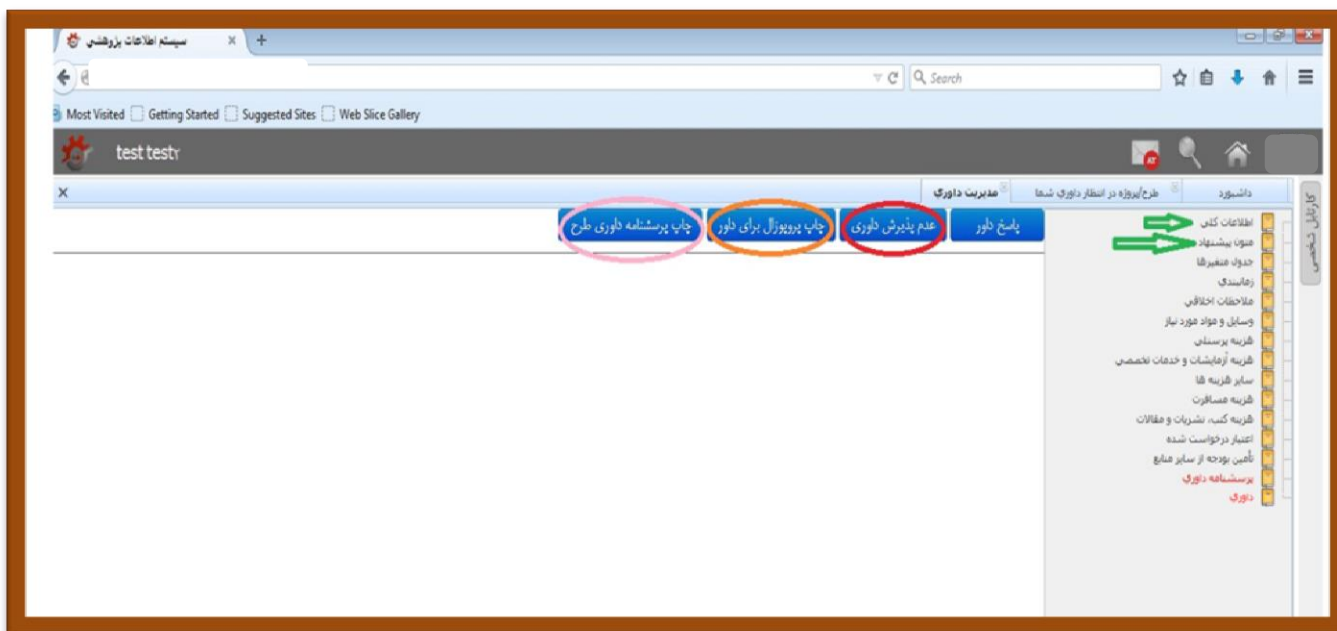 سیستم اطلاعات پژوهشی
Search
Most Visited Getting Started Suggested Sites Web Slice Gallery
test test۲
داشبورد
طرح/پروژه در انتظار داوری شما
مدیریت داوری
کارتابل شخصی
پاسخ داور
عدم پذیرش داوری
چاپ پروپوزال برای داور
چاپ پرسشنامه داوری طرح
اطلاعات کلی
متون پیشنهاد
جدول متغیرها
زمانبندی
ملاحظات اخلاقی
وسایل و مواد مورد نیاز
هزینه پرسنلی
هزینه آزمایشات و خدمات تخصصی
سایر هزینه ها
هزینه مسافرت
هزینه کتب، نشریات و مقالات
اعتبار درخواست شده
تأمین بودجه از سایر منابع
پرسشنامه داوری
داوری